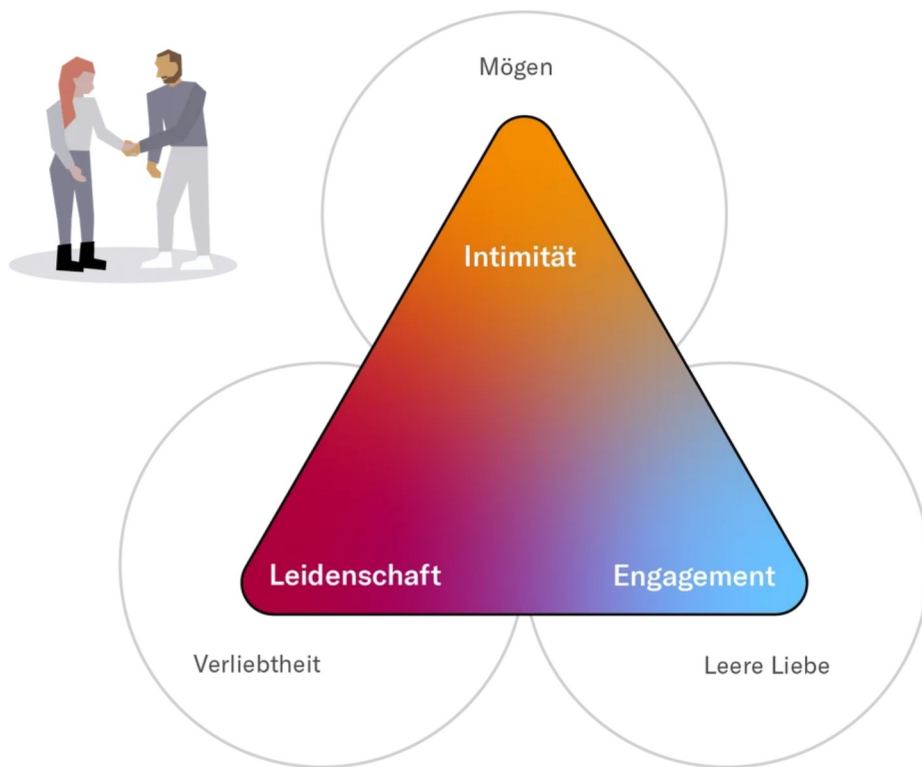 Mögen
Intimität
Leidenschaft
Engagement
Verliebtheit
Leere Liebe